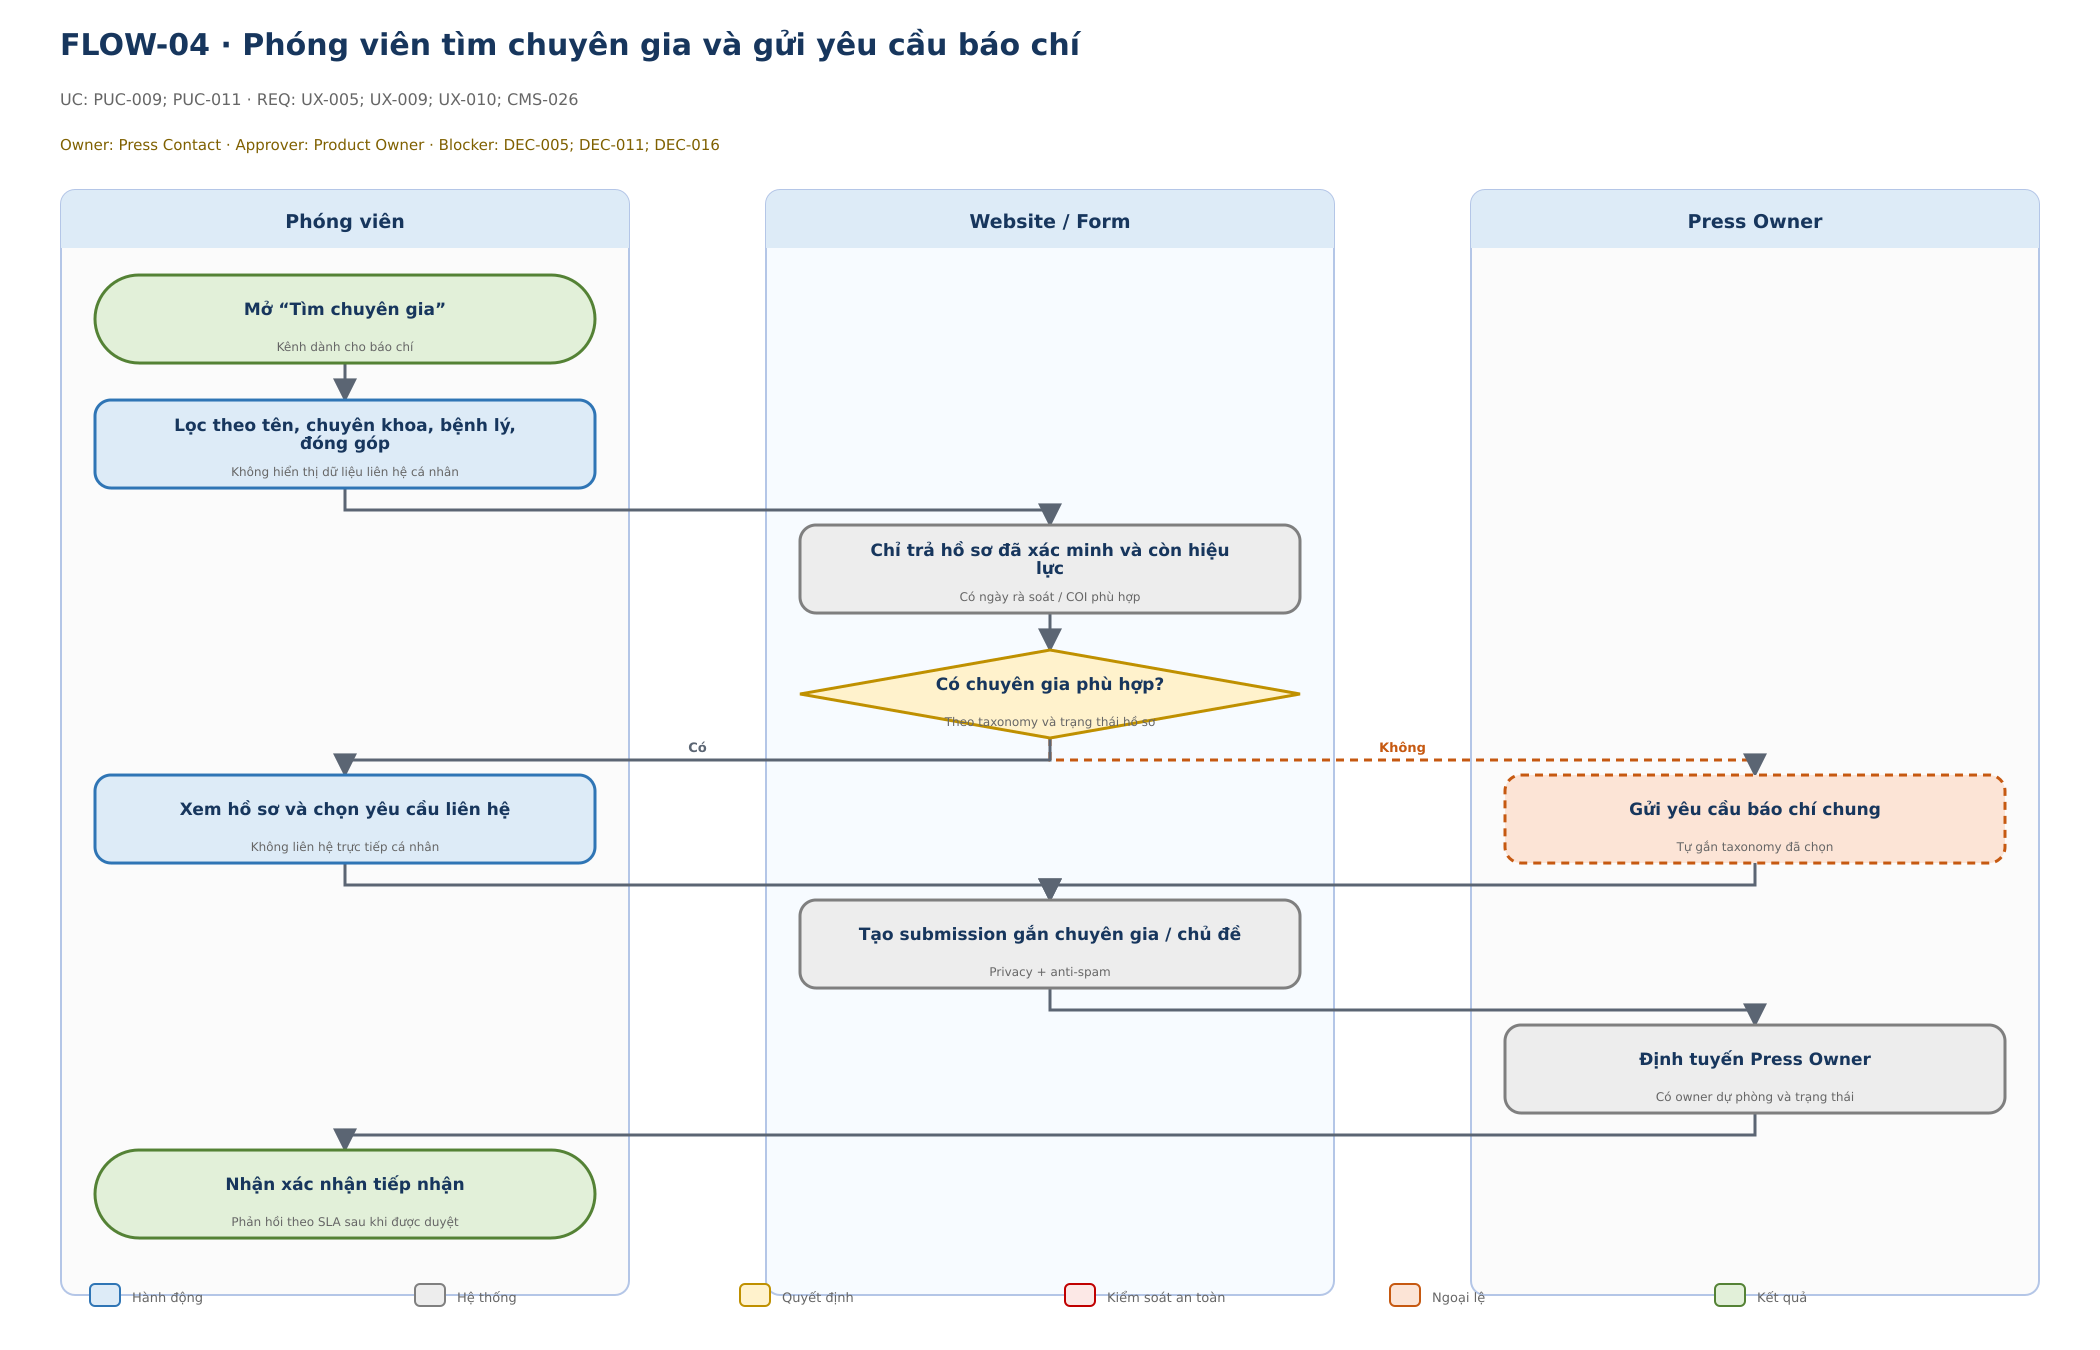 FLOW-04 · Phóng viên tìm chuyên gia và gửi yêu cầu báo chí
UC: PUC-009; PUC-011 · REQ: UX-005; UX-009; UX-010; CMS-026
Owner: Press Contact · Approver: Product Owner · Blocker: DEC-005; DEC-011; DEC-016
Phóng viên
Website / Form
Press Owner
Mở “Tìm chuyên gia”
Kênh dành cho báo chí
Lọc theo tên, chuyên khoa, bệnh lý,
đóng góp
Không hiển thị dữ liệu liên hệ cá nhân
Chỉ trả hồ sơ đã xác minh và còn hiệu
lực
Có ngày rà soát / COI phù hợp
Có chuyên gia phù hợp?
Theo taxonomy và trạng thái hồ sơ
Có
Không
Xem hồ sơ và chọn yêu cầu liên hệ
Không liên hệ trực tiếp cá nhân
Gửi yêu cầu báo chí chung
Tự gắn taxonomy đã chọn
Tạo submission gắn chuyên gia / chủ đề
Privacy + anti-spam
Định tuyến Press Owner
Có owner dự phòng và trạng thái
Nhận xác nhận tiếp nhận
Phản hồi theo SLA sau khi được duyệt
Hành động
Hệ thống
Quyết định
Kiểm soát an toàn
Ngoại lệ
Kết quả